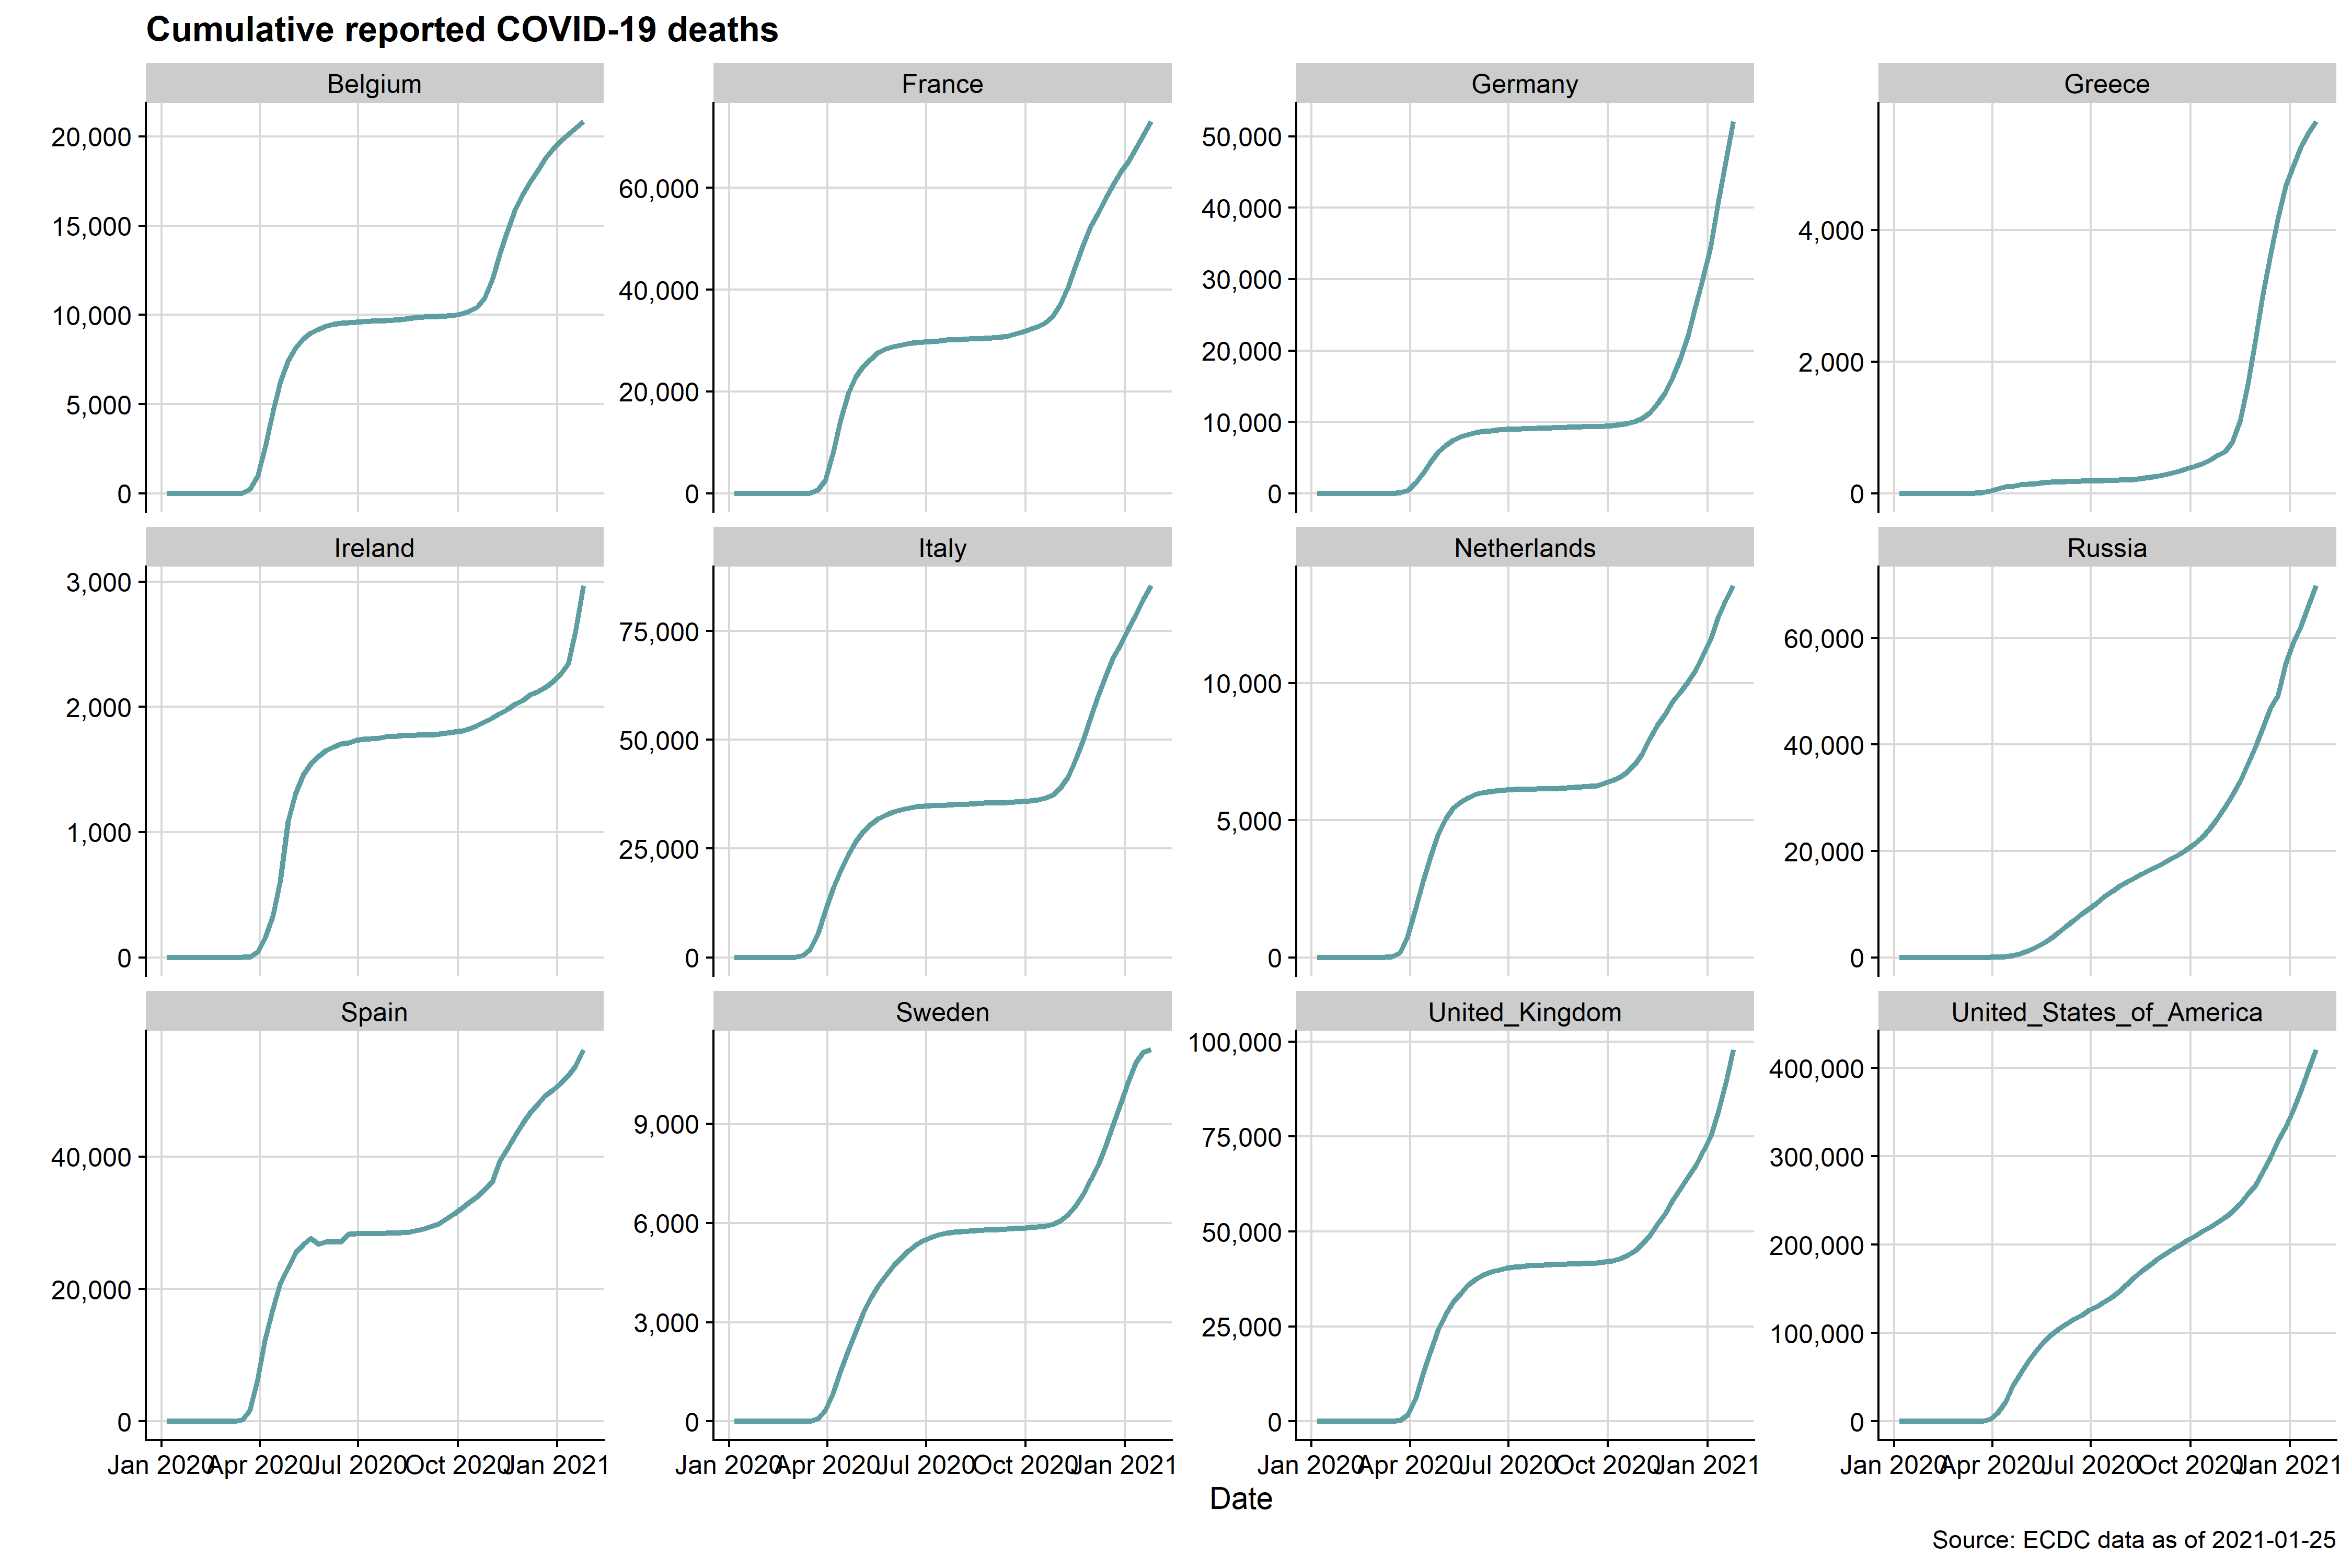 Cumulative reported COVID-19 deaths
Belgium
France
Germany
Greece
20,000
15,000
10,000
5,000
0
60,000
40,000
20,000
0
50,000
40,000
30,000
20,000
10,000
0
4,000
2,000
0
Ireland
Italy
Netherlands
Russia
3,000
2,000
1,000
0
75,000
50,000
25,000
0
10,000
5,000
0
60,000
40,000
20,000
0
Spain
Sweden
United_Kingdom
United_States_of_America
40,000
20,000
0
9,000
6,000
3,000
0
100,000
75,000
50,000
25,000
0
400,000
300,000
200,000
100,000
0
Jan 2020 Apr 2020 Jul 2020 Oct 2020 Jan 2021
Jan 2020 Apr 2020 Jul 2020 Oct 2020 Jan 2021
Jan 2020 Apr 2020 Jul 2020 Oct 2020 Jan 2021
Jan 2020 Apr 2020 Jul 2020 Oct 2020 Jan 2021
Date
Source: ECDC data as of 2021-01-25